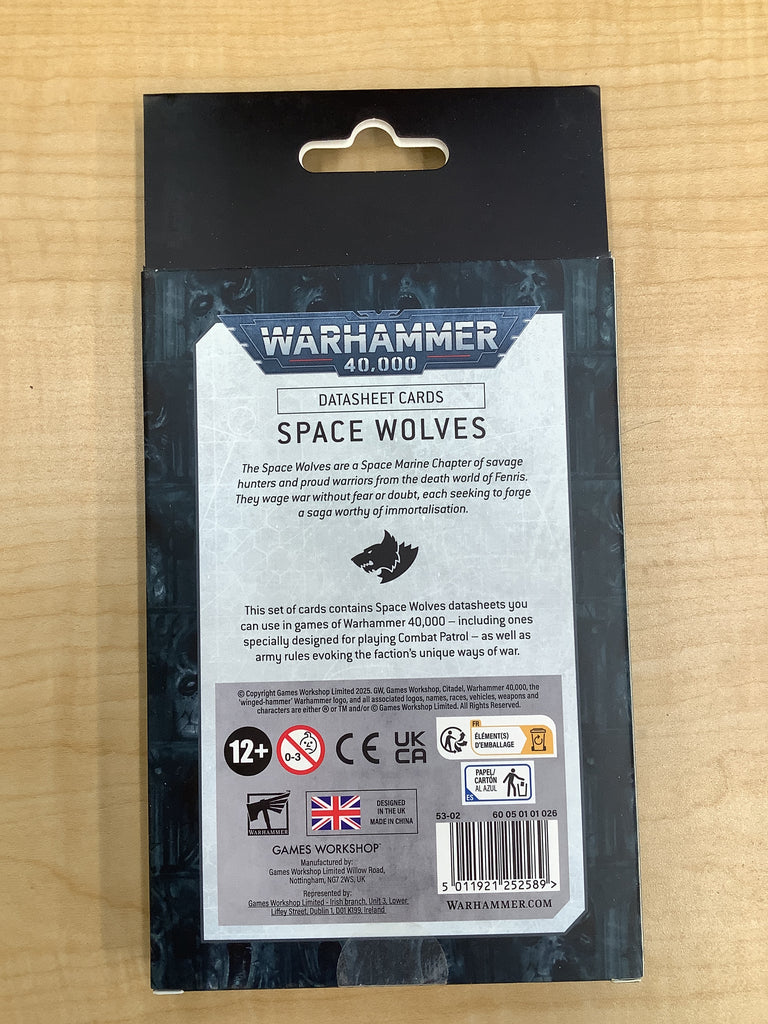 WARHAMMER
40,000
DATASHEET CARDS
SPACE WOLVES
The Space Wolves are a Space Marine Chapter of savage
hunters and proud warriors from the death world of Fenris.
They wage war without fear or doubt, each seeking to forge
a saga worthy of immortalisation.
This set of cards contains Space Wolves datasheets you
can use in games of Warhammer 40,000 – including ones
specially designed for playing Combat Patrol – as well as
army rules evoking the faction's unique ways of war.
© Copyright Games Workshop Limited 2025. GW, Games Workshop, Citadel, Warhammer 40,000, the
'winged-hammer' Warhammer logo, and all associated logos, names, races, vehicles, weapons and
characters are either ® or TM and/or © Games Workshop Limited. All Rights Reserved.
12+
0-3
CE
UK
CA
FR
ÉLÉMENT(S)
D'EMBALLAGE
PAPEL/
CARTÓN
AL AZUL
ES
WARHAMMER
DESIGNED
IN THE UK
MADE IN CHINA
53-02 60 05 01 01 026
GAMES WORKSHOP™
Manufactured by:
Games Workshop Limited Willow Road,
Nottingham, NG7 2WS, UK
Represented by:
Games Workshop Limited - Irish branch, Unit 3, Lower
Liffey Street, Dublin 1, D01 K199, Ireland
5 011921 252589 >
WARHAMMER.COM